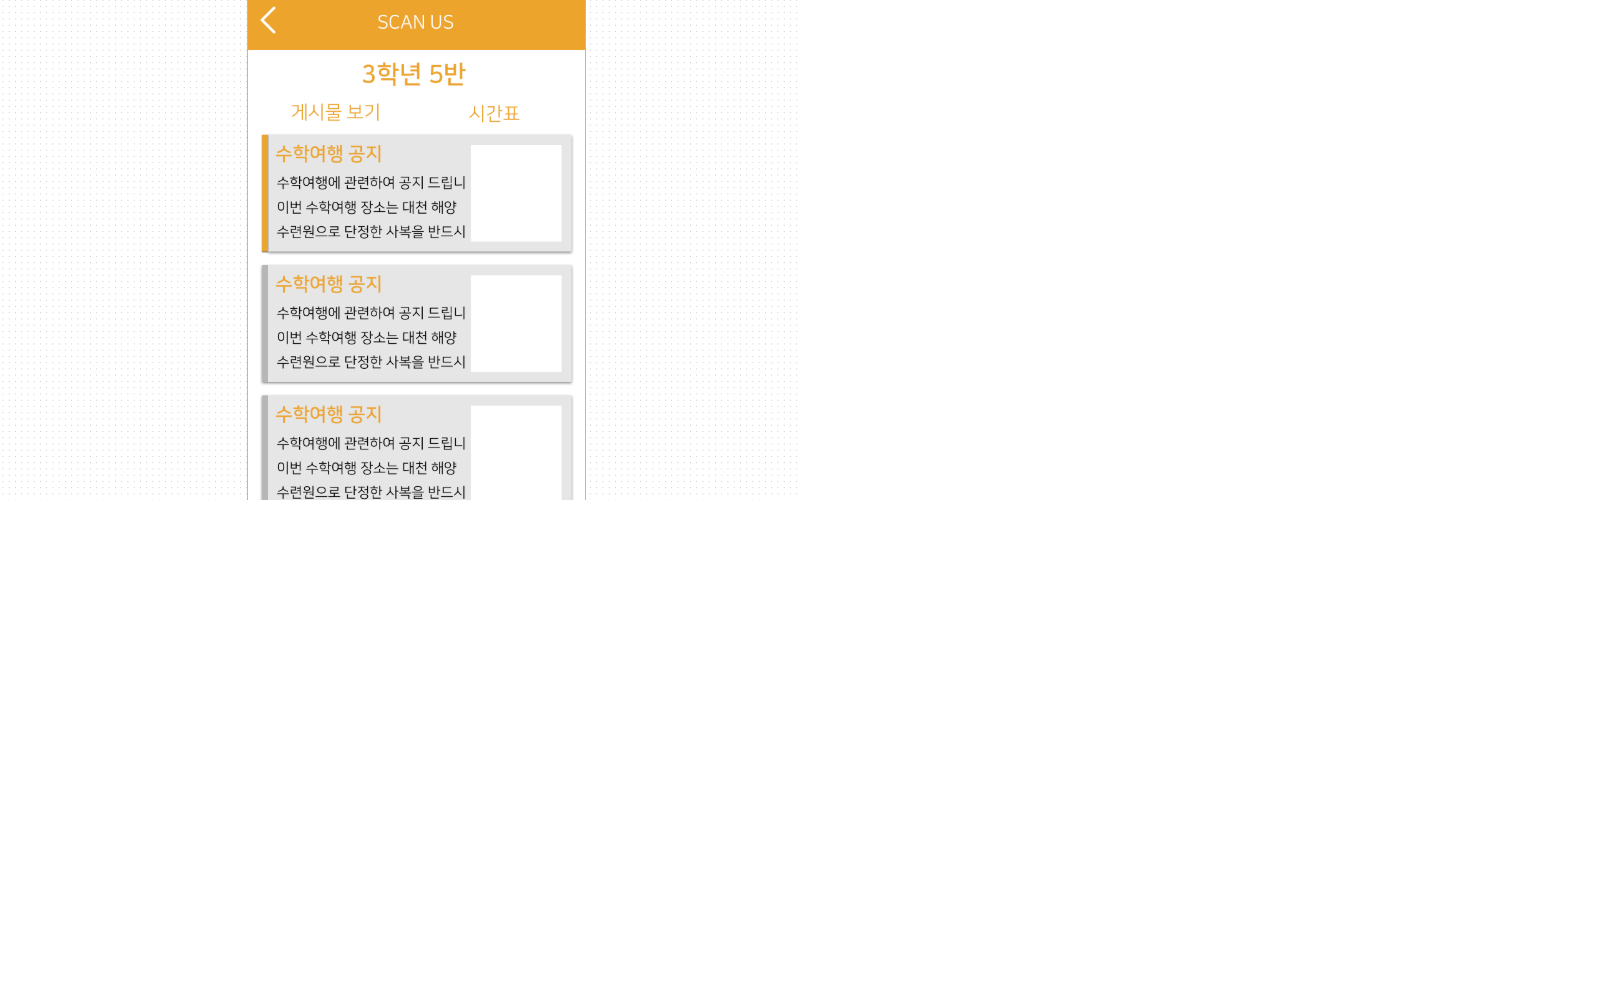 SCAN US
3학년 5반
게시물 보기 시간표
수학여행 공지
수학여행에 관련하여 공지 드립니
이번 수학여행 장소는 대천 해양
수련원으로 단정한 사복을 반드시
수학여행 공지
수학여행에 관련하여 공지 드립니
이번 수학여행 장소는 대천 해양
수련원으로 단정한 사복을 반드시
수학여행 공지
수학여행에 관련하여 공지 드립니
이번 수학여행 장소는 대천 해양
수련원으로 단정한 사복을 반드시